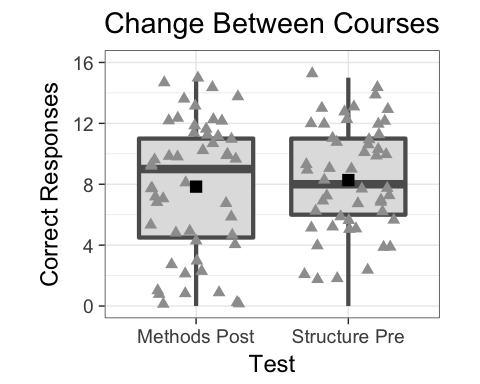 Change Between Courses
Correct Responses
16
12
8
4
0
Methods Post
Structure Pre
Test